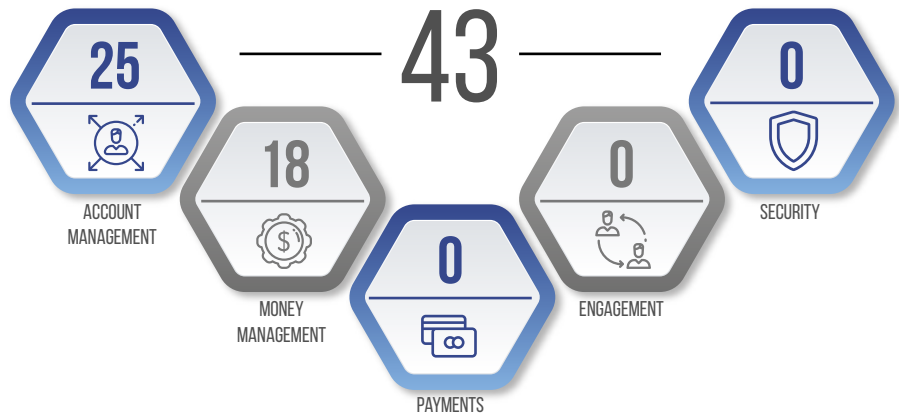 43
25
ACCOUNT
MANAGEMENT
18
$
MONEY
MANAGEMENT
0
PAYMENTS
0
ENGAGEMENT
0
SECURITY